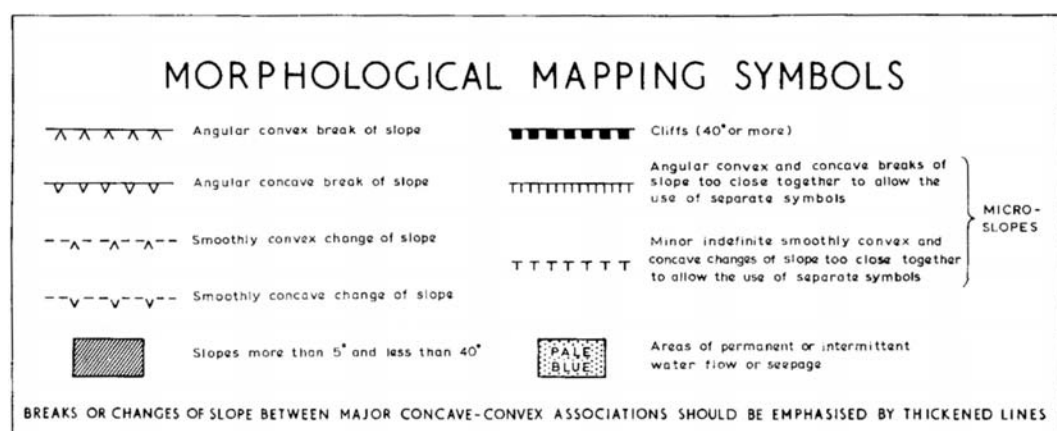 MORPHOLOGICAL MAPPING SYMBOLS
Angular convex break of slope
Angular concave break of slope
Smoothly convex change of slope
Smoothly concave change of slope
Slopes more than 5° and less than 40°
Cliffs (40° or more)
Angular convex and concave breaks of
slope too close together to allow the
use of separate symbols
Minor indefinite smoothly convex and
concave changes of slope too close together
to allow the use of separate symbols
MICRO-
SLOPES
PALE
BLUE
Areas of permanent or intermittent
water flow or seepage
BREAKS OR CHANGES OF SLOPE BETWEEN MAJOR CONCAVE-CONVEX ASSOCIATIONS SHOULD BE EMPHASISED BY THICKENED LINES